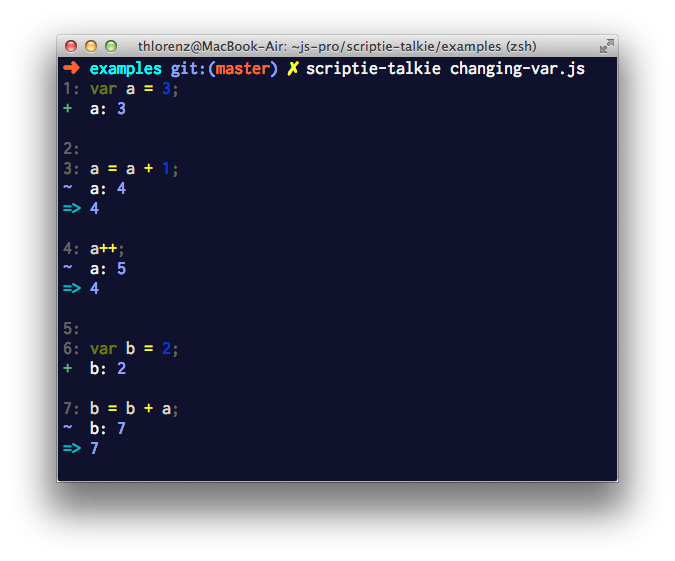 thlorenz@MacBook-Air: ~js-pro/scriptie-talkie/examples (zsh)
➜ examples git:(master) ✗ scriptie-talkie changing-var.js
1: var a = 3;
+ a: 3
2:
3: a = a + 1;
~ a: 4
=> 4
4: a++;
~ a: 5
=> 4
5:
6: var b = 2;
+ b: 2
7: b = b + a;
~ b: 7
=> 7